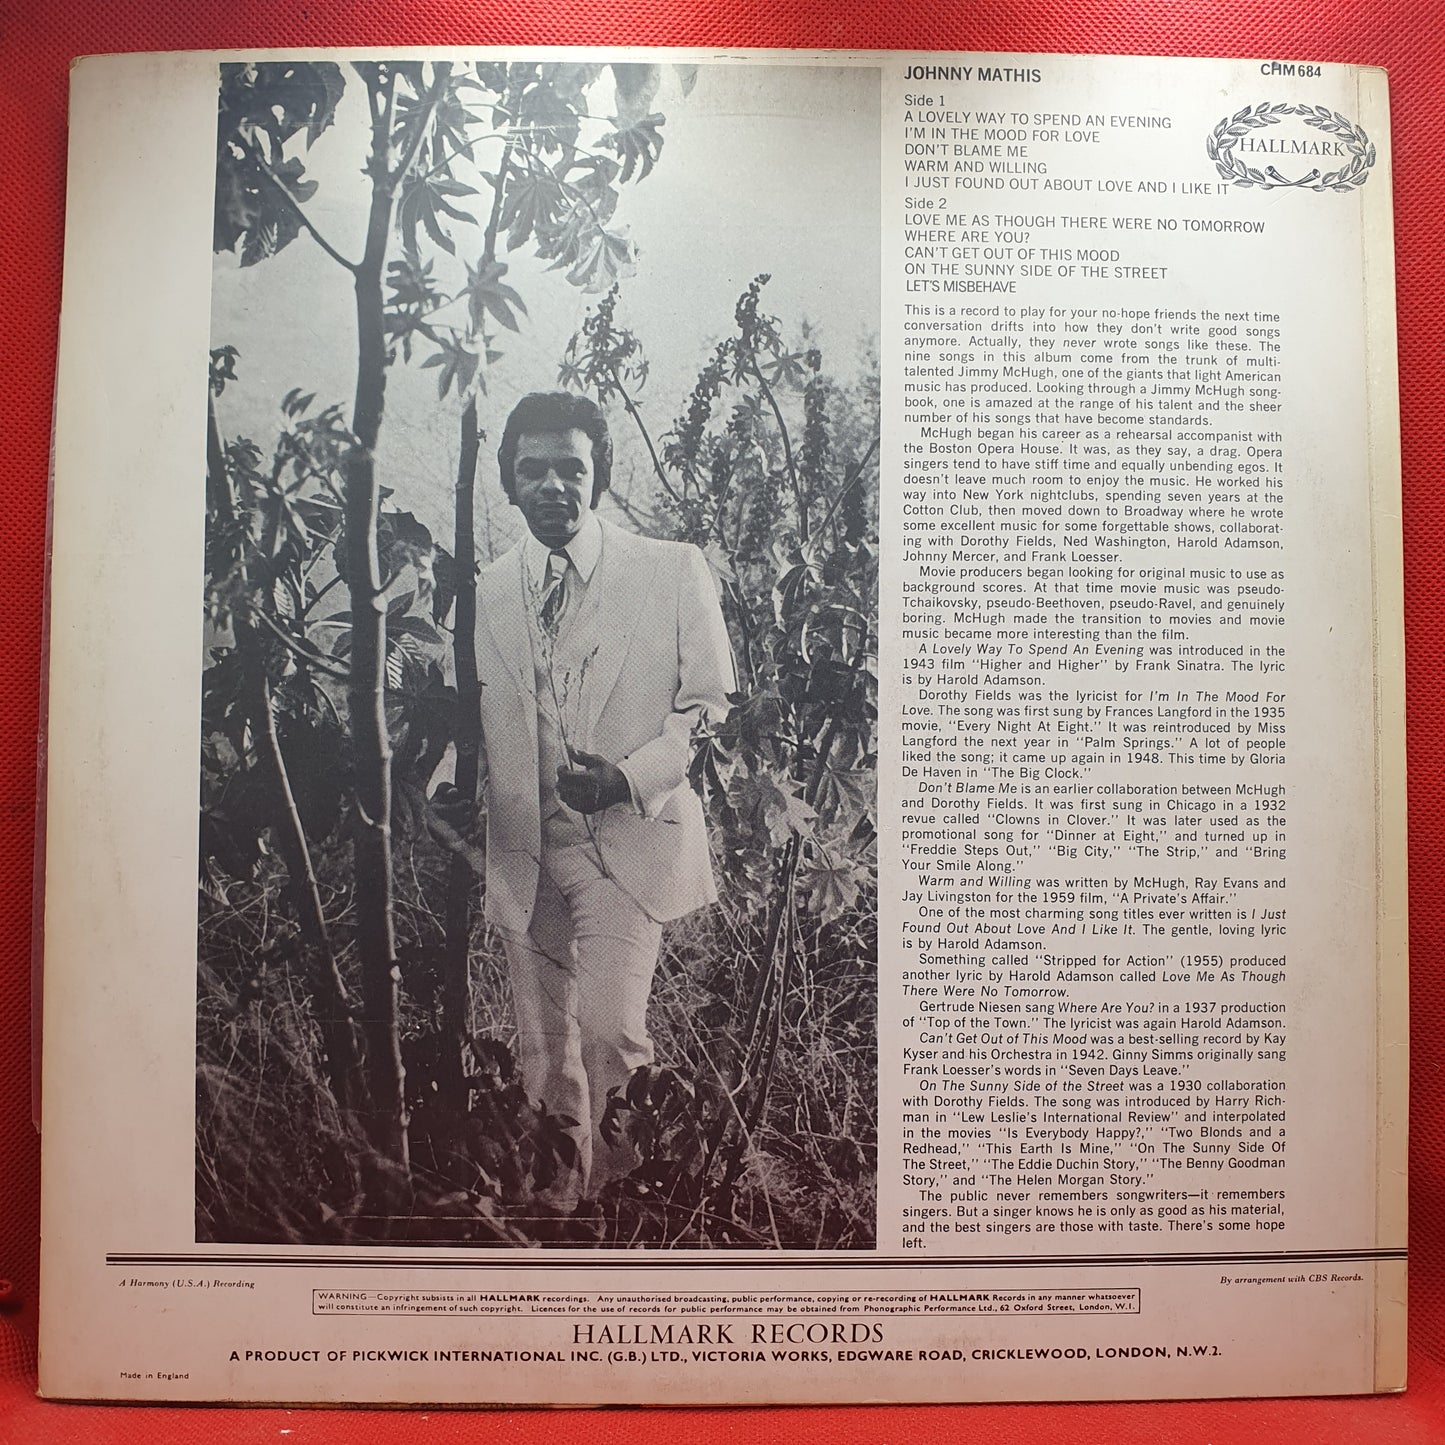 JOHNNY MATHIS
CHM 684
HALLMARK
Side 1
A LOVELY WAY TO SPEND AN EVENING
I'M IN THE MOOD FOR LOVE
DON'T BLAME ME
WARM AND WILLING
I JUST FOUND OUT ABOUT LOVE AND I LIKE IT
Side 2
LOVE ME AS THOUGH THERE WERE NO TOMORROW
WHERE ARE YOU?
CAN'T GET OUT OF THIS MOOD
ON THE SUNNY SIDE OF THE STREET
LET'S MISBEHAVE
This is a record to play for your no-hope friends the next time
conversation drifts into how they don't write good songs
anymore. Actually, they never wrote songs like these. The
nine songs in this album come from the trunk of multi-
talented Jimmy McHugh, one of the giants that light American
music has produced. Looking through a Jimmy McHugh song-
book, one is amazed at the range of his talent and the sheer
number of his songs that have become standards.
McHugh began his career as a rehearsal accompanist with
the Boston Opera House. It was, as they say, a drag. Opera
singers tend to have stiff time and equally unbending egos. It
doesn't leave much room to enjoy the music. He worked his
way into New York nightclubs, spending seven years at the
Cotton Club, then moved down to Broadway where he wrote
some excellent music for some forgettable shows, collaborat-
ing with Dorothy Fields, Ned Washington, Harold Adamson,
Johnny Mercer, and Frank Loesser.
Movie producers began looking for original music to use as
background scores. At that time movie music was pseudo-
Tchaikovsky, pseudo-Beethoven, pseudo-Ravel, and genuinely
boring. McHugh made the transition to movies and movie
music became more interesting than the film.
A Lovely Way To Spend An Evening was introduced in the
1943 film "Higher and Higher" by Frank Sinatra. The lyric
is by Harold Adamson.
Dorothy Fields was the lyricist for I'm In The Mood For
Love. The song was first sung by Frances Langford in the 1935
movie, "Every Night At Eight." It was reintroduced by Miss
Langford the next year in "Palm Springs." A lot of people
liked the song; it came up again in 1948. This time by Gloria
De Haven in "The Big Clock."
Don't Blame Me is an earlier collaboration between McHugh
and Dorothy Fields. It was first sung in Chicago in a 1932
revue called "Clowns in Clover." It was later used as the
promotional song for "Dinner at Eight," and turned up in
"Freddie Steps Out," "Big City," "The Strip," and "Bring
Your Smile Along."
Warm and Willing was written by McHugh, Ray Evans and
Jay Livingston for the 1959 film, "A Private's Affair."
One of the most charming song titles ever written is I Just
Found Out About Love And I Like It. The gentle, loving lyric
is by Harold Adamson.
Something called "Stripped for Action" (1955) produced
another lyric by Harold Adamson called Love Me As Though
There Were No Tomorrow.
Gertrude Niesen sang Where Are You? in a 1937 production
of "Top of the Town." The lyricist was again Harold Adamson.
Can't Get Out of This Mood was a best-selling record by Kay
Kyser and his Orchestra in 1942. Ginny Simms originally sang
Frank Loesser's words in "Seven Days Leave."
On The Sunny Side of the Street was a 1930 collaboration
with Dorothy Fields. The song was introduced by Harry Rich-
man in "Lew Leslie's International Review" and interpolated
in the movies "Is Everybody Happy?," "Two Blonds and a
Redhead," "This Earth Is Mine," "On The Sunny Side Of
The Street," "The Eddie Duchin Story," "The Benny Goodman
Story," and "The Helen Morgan Story."
The public never remembers songwriters—it remembers
singers. But a singer knows he is only as good as his material,
and the best singers are those with taste. There's some hope
left.
A Harmony (U.S.A.) Recording
By arrangement with CBS Records.
WARNING—Copyright subsists in all HALLMARK recordings. Any unauthorised broadcasting, public performance, copying or re-recording of HALLMARK Records in any manner whatsoever
will constitute an infringement of such copyright. Licences for the use of records for public performance may be obtained from Phonographic Performance Ltd., 62 Oxford Street, London, W.1.
HALLMARK RECORDS
A PRODUCT OF PICKWICK INTERNATIONAL INC. (G.B.) LTD., VICTORIA WORKS, EDGWARE ROAD, CRICKLEWOOD, LONDON, N.W.2.
Made in England